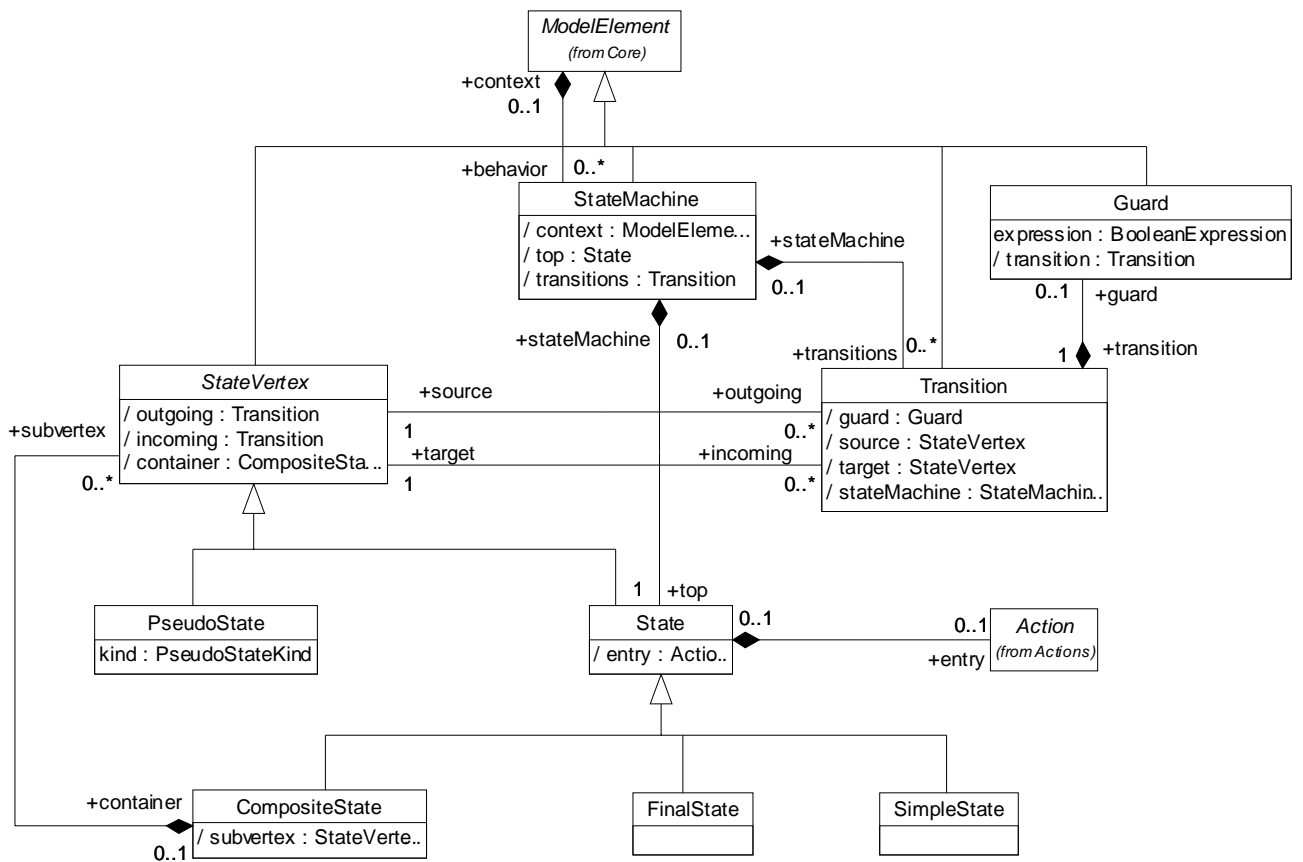 ModelElement
(from Core)
+context
0..1
+behavior
0..*
StateMachine
/ context : ModelEleme...
/ top : State
/ transitions : Transition
+stateMachine
0..1
Guard
expression : BooleanExpression
/ transition : Transition
0..1
+guard
+stateMachine
0..1
+transitions
0..*
1
+transition
StateVertex
/ outgoing : Transition
/ incoming : Transition
/ container : CompositeSta...
+source
1
+outgoing
0..*
+target
1
+incoming
0..*
Transition
/ guard : Guard
/ source : StateVertex
/ target : StateVertex
/ stateMachine : StateMachin...
+subvertex
0..*
1
+top
PseudoState
kind : PseudoStateKind
State
/ entry : Actio..
0..1
0..1
+entry
Action
(from Actions)
+container
0..1
CompositeState
/ subvertex : StateVerte..
FinalState
SimpleState